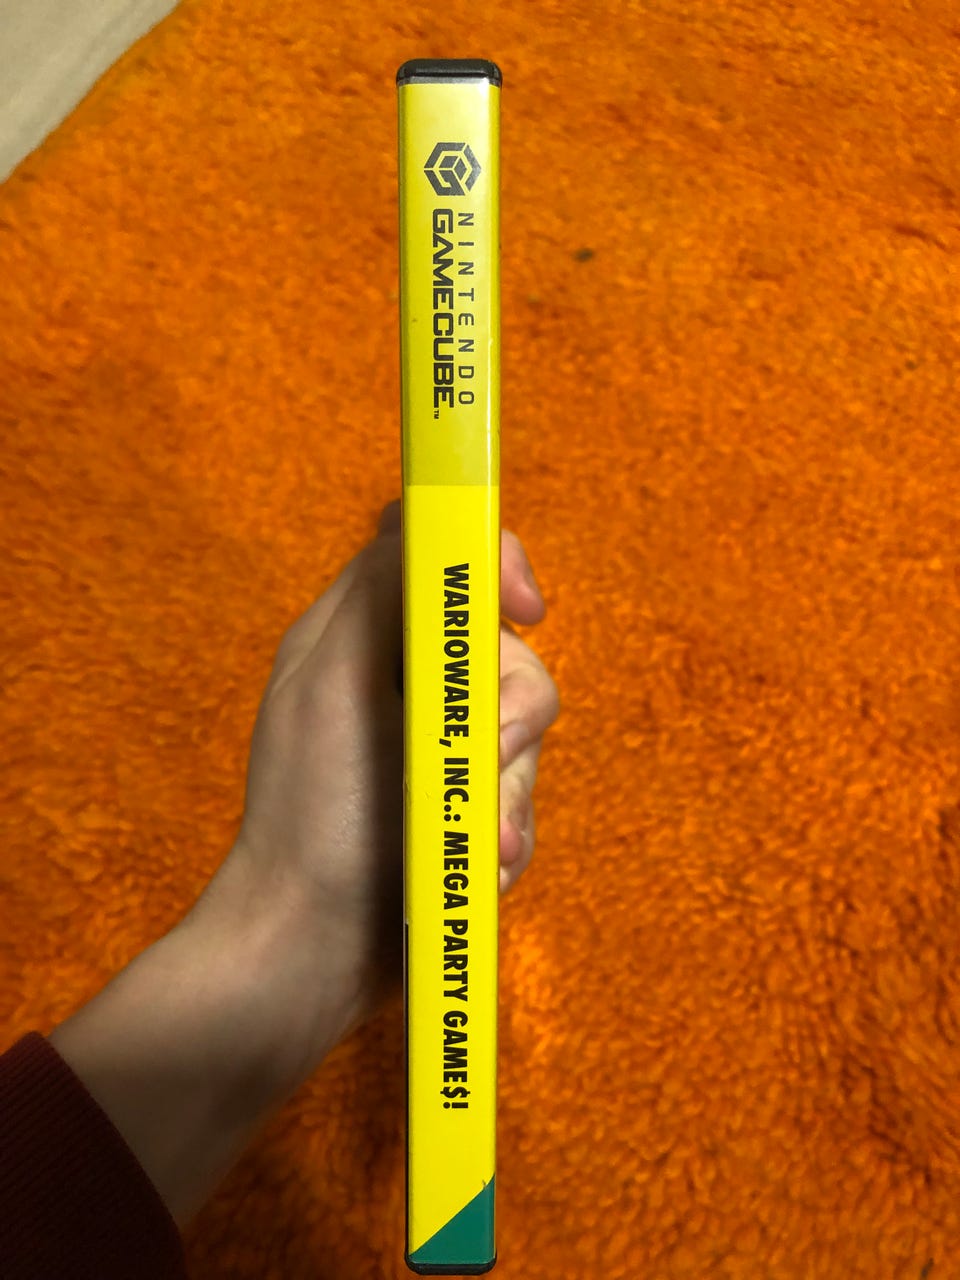 NINTENDO
GAMECUBE™
WARIOWARE, INC.: MEGA PARTY GAME$!